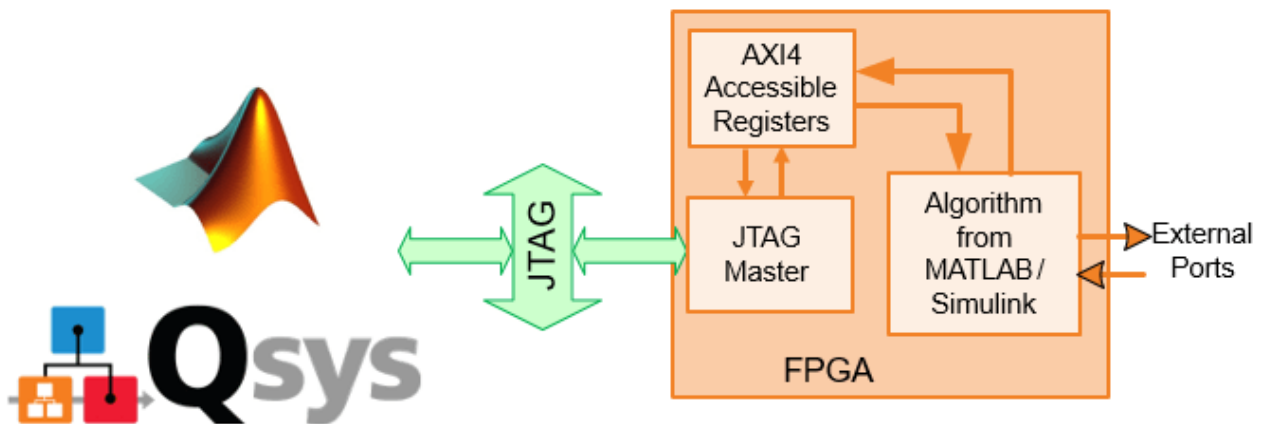 AXI4
Accessible
Registers
JTAG
JTAG
Master
Algorithm
from
MATLAB/
Simulink
External
Ports
FPGA
Qsys